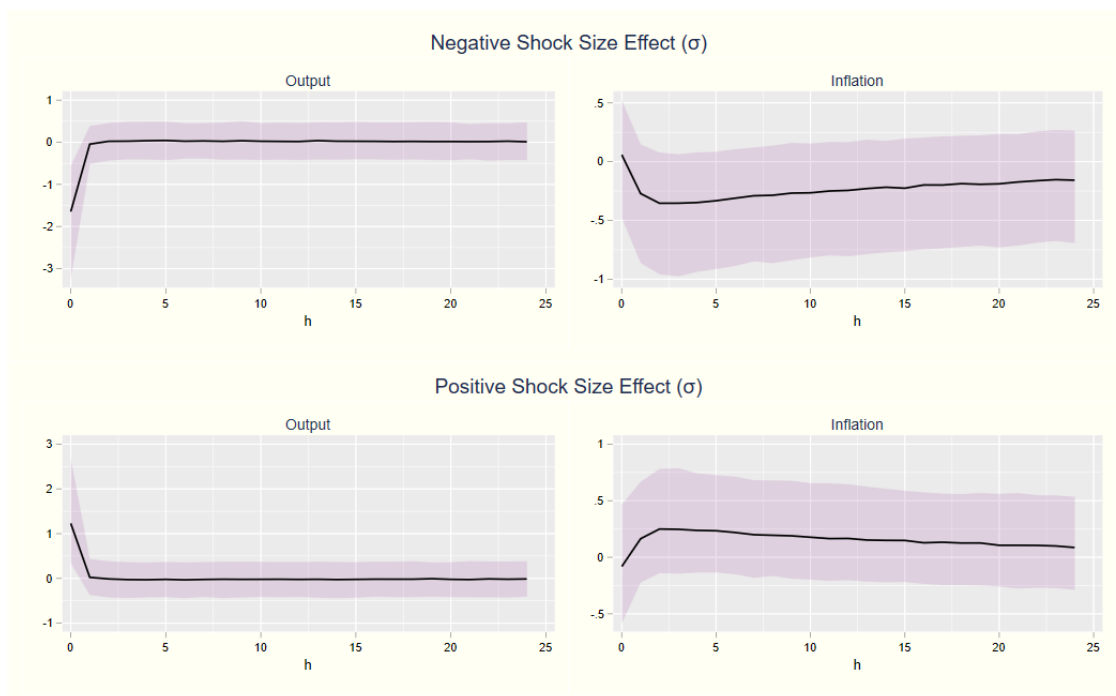 Negative Shock Size Effect (σ)
Output
1
0
-1
-2
-3
0 5 10 15 20 25
h
Inflation
.5
0
-.5
-1
0 5 10 15 20 25
h
Positive Shock Size Effect (σ)
Output
3
2
1
0
-1
0 5 10 15 20 25
h
Inflation
1
.5
0
-.5
0 5 10 15 20 25
h